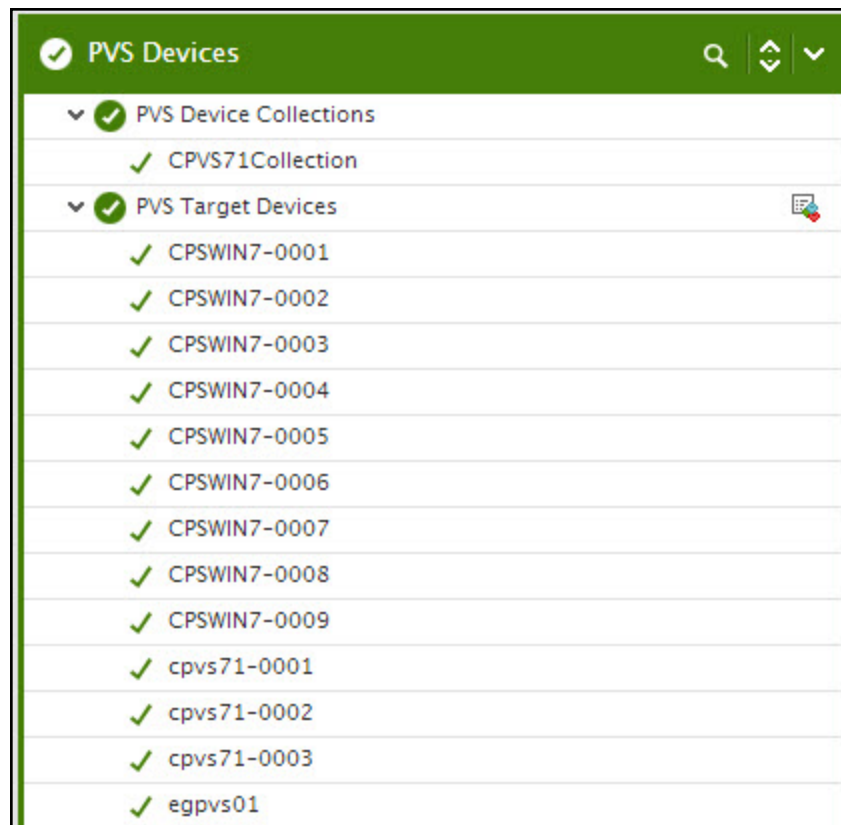 PVS Devices
PVS Device Collections
CPVS71Collection
PVS Target Devices
CPSWIN7-0001
CPSWIN7-0002
CPSWIN7-0003
CPSWIN7-0004
CPSWIN7-0005
CPSWIN7-0006
CPSWIN7-0007
CPSWIN7-0008
CPSWIN7-0009
cpvs71-0001
cpvs71-0002
cpvs71-0003
egpvs01